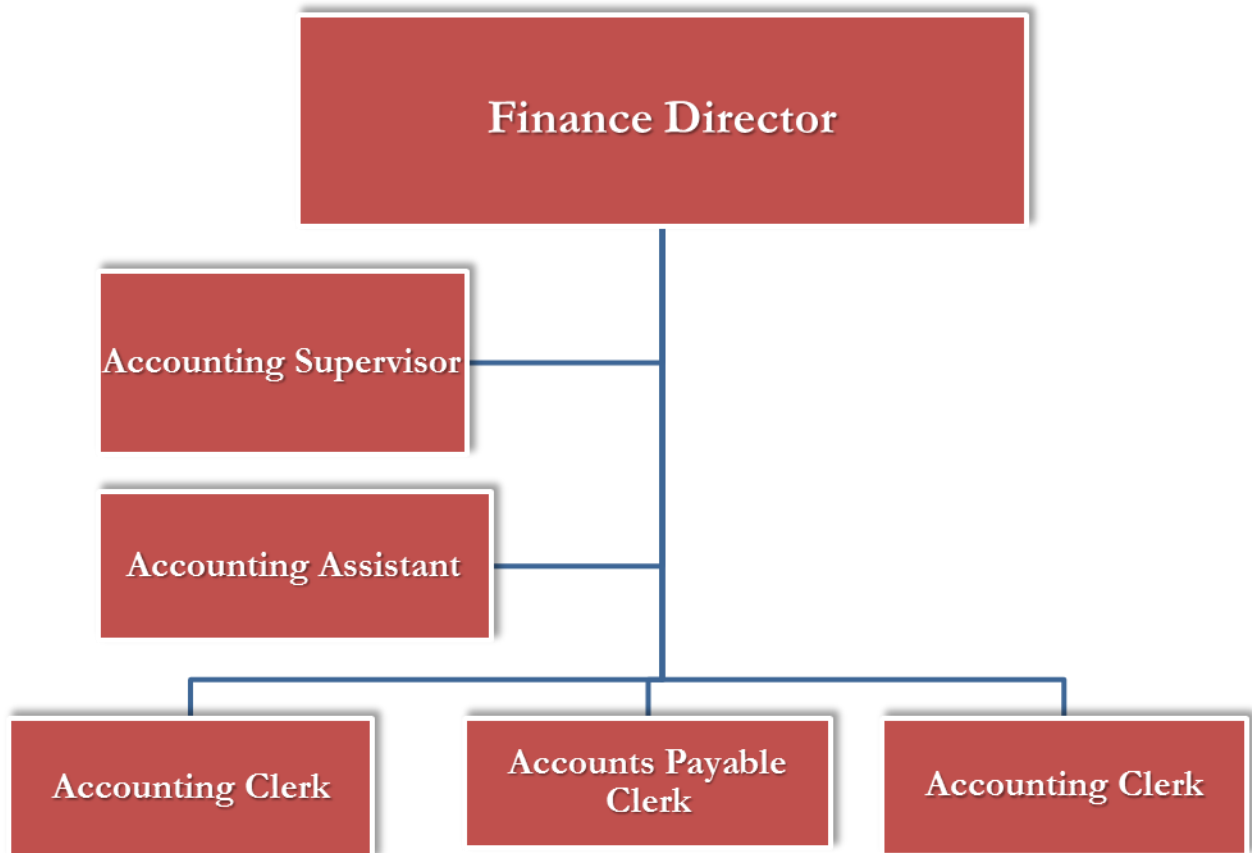 Finance Director
Accounting Supervisor
Accounting Assistant
Accounting Clerk
Accounts Payable
Clerk
Accounting Clerk